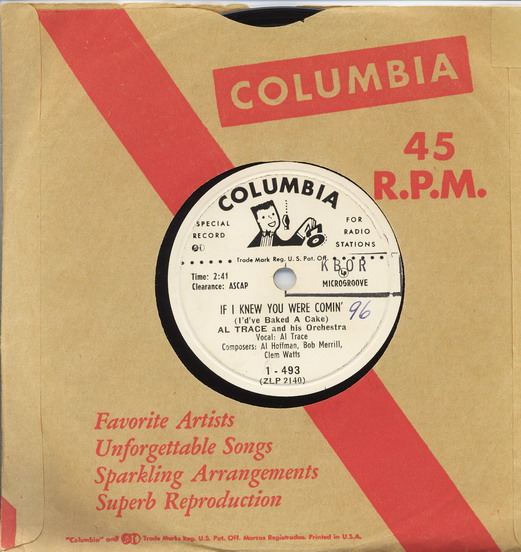 COLUMBIA
45
R.P.M.
COLUMBIA
SPECIAL RECORD
FOR RADIO STATIONS
Trade Mark Reg. U.S. Pat. Off.
KBOR
Time: 2:41
Clearance: ASCAP
MICROGROOVE
IF I KNEW YOU WERE COMIN'
96
(I'd've Baked A Cake)
AL TRACE and his Orchestra
Vocal: Al Trace
Composers: Al Hoffman, Bob Merrill,
Clem Watts
1 - 493
(ZLP 2140)
Favorite Artists
Unforgettable Songs
Sparkling Arrangements
Superb Reproduction
"Columbia" and Trade Marks Reg. U.S. Pat. Off. Marcas Registradas. Printed in U.S.A.